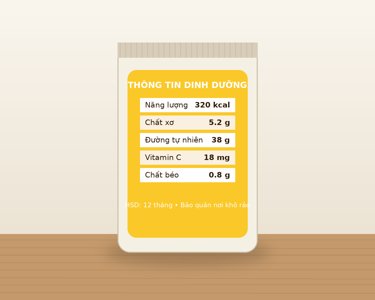 THÔNG TIN DINH DƯỠNG
Năng lượng 320 kcal
Chất xơ 5.2 g
Đường tự nhiên 38 g
Vitamin C 18 mg
Chất béo 0.8 g
HSD: 12 tháng • Bảo quản nơi khô ráo